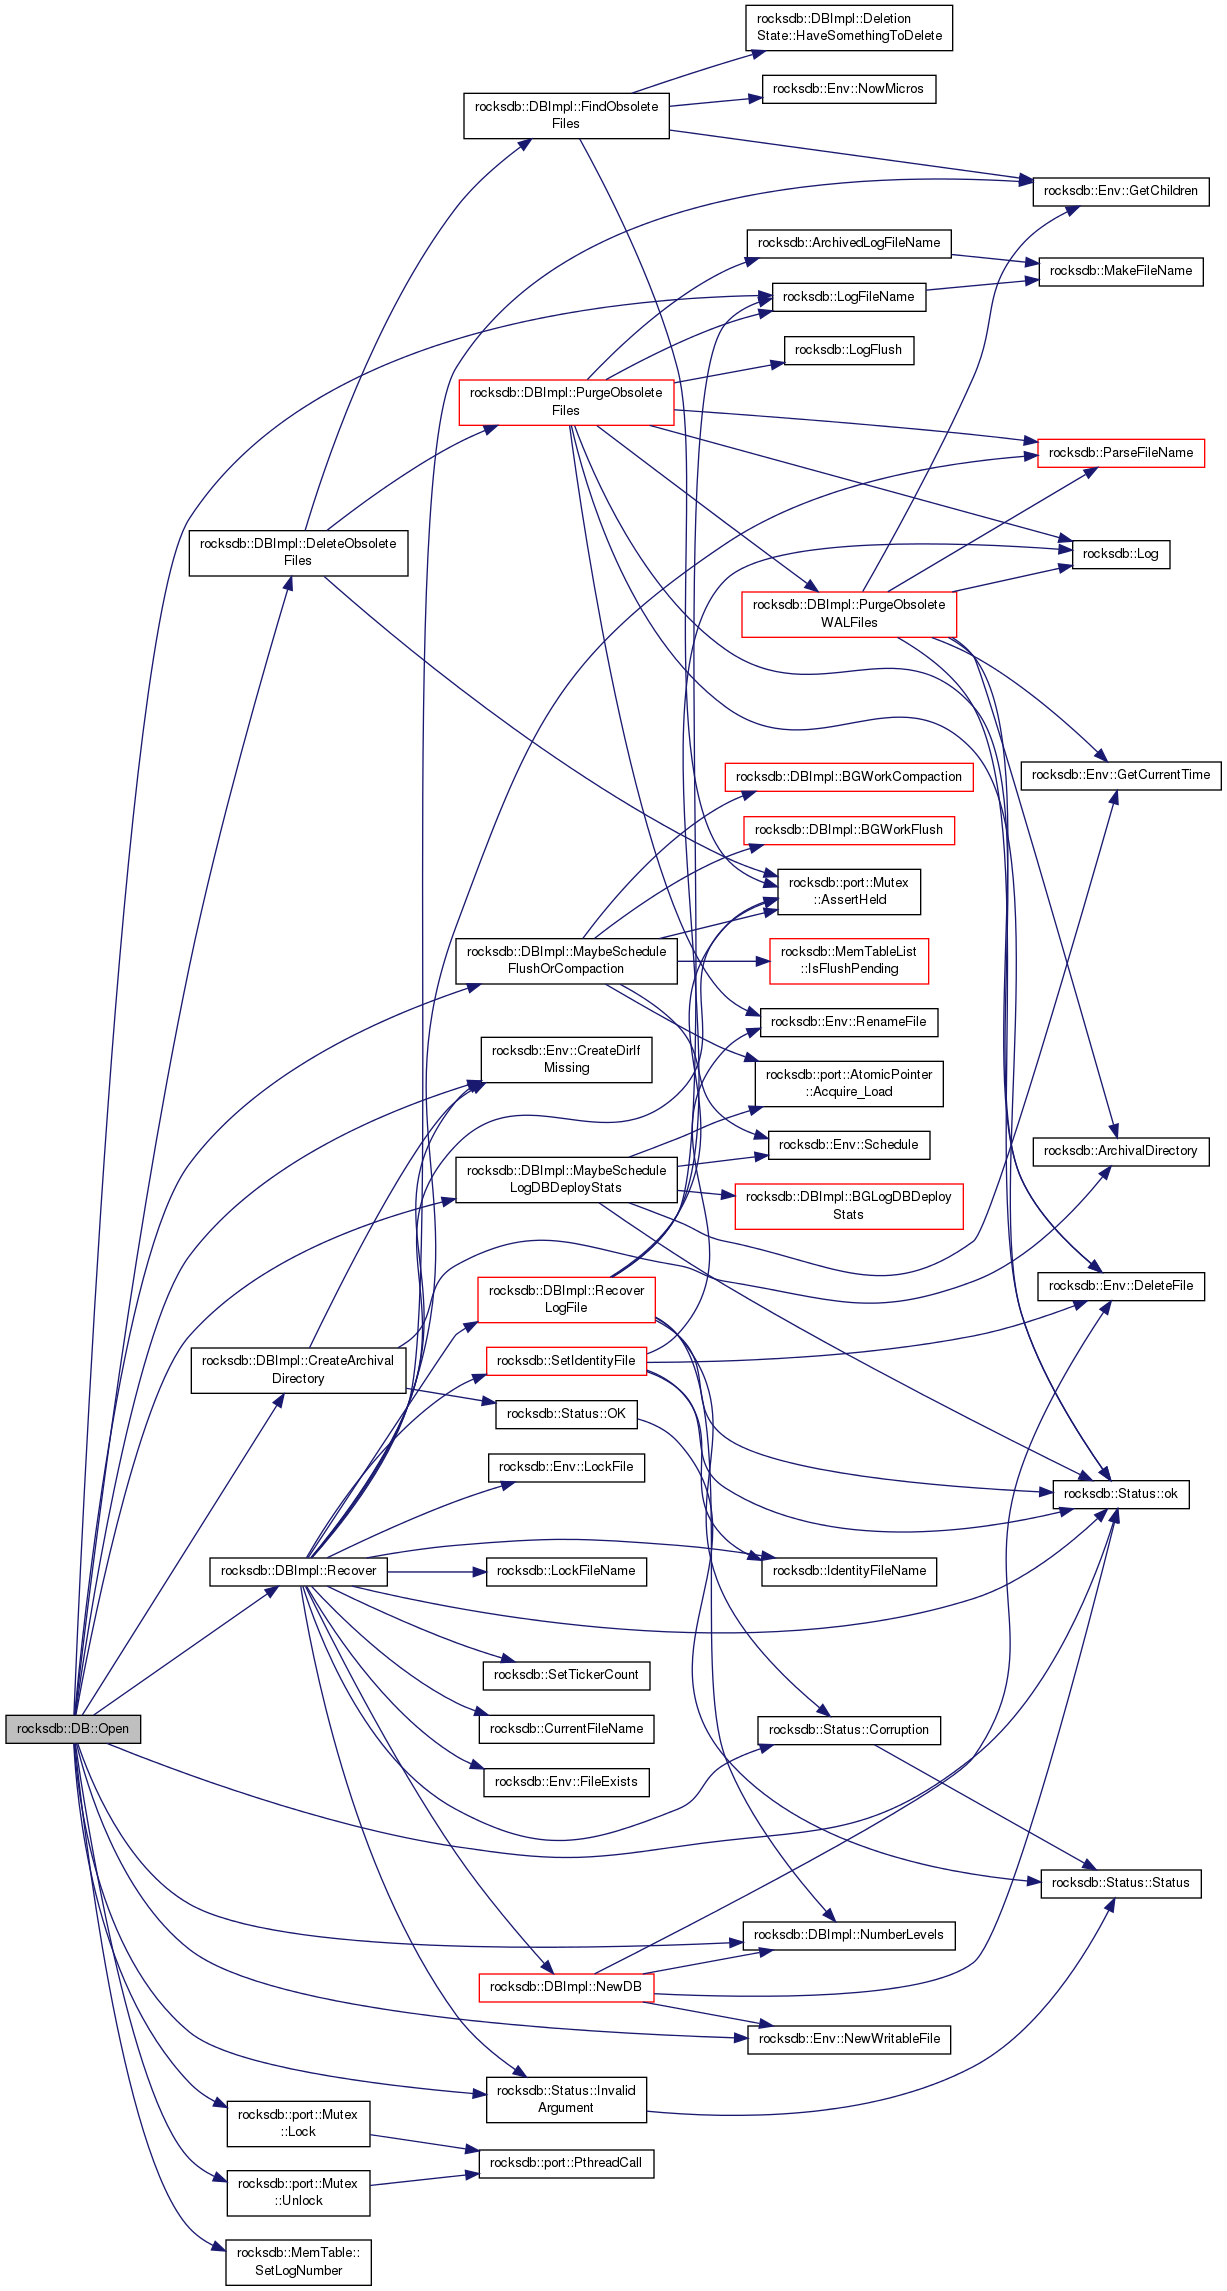 rocksdb::DBImpl::Deletion
State::HaveSomethingToDelete
rocksdb::Env::NowMicros
rocksdb::DBImpl::FindObsolete
Files
rocksdb::Env::GetChildren
rocksdb::ArchivedLogFileName
rocksdb::MakeFileName
rocksdb::LogFileName
rocksdb::LogFlush
rocksdb::DBImpl::PurgeObsolete
Files
rocksdb::ParseFileName
rocksdb::DBImpl::DeleteObsolete
Files
rocksdb::Log
rocksdb::DBImpl::PurgeObsolete
WALFiles
rocksdb::Env::GetCurrentTime
rocksdb::DBImpl::BGWorkCompaction
rocksdb::DBImpl::BGWorkFlush
rocksdb::port::Mutex
::AssertHeld
rocksdb::DBImpl::MaybeSchedule
FlushOrCompaction
rocksdb::MemTableList
::IsFlushPending
rocksdb::Env::RenameFile
rocksdb::Env::CreateDirIf
Missing
rocksdb::port::AtomicPointer
::Acquire_Load
rocksdb::Env::Schedule
rocksdb::ArchivalDirectory
rocksdb::DBImpl::MaybeSchedule
LogDBDeployStats
rocksdb::DBImpl::BGLogDBDeploy
Stats
rocksdb::Env::DeleteFile
rocksdb::DBImpl::Recover
LogFile
rocksdb::DBImpl::CreateArchival
Directory
rocksdb::SetIdentityFile
rocksdb::Status::OK
rocksdb::Env::LockFile
rocksdb::Status::ok
rocksdb::DBImpl::Recover
rocksdb::LockFileName
rocksdb::IdentityFileName
rocksdb::SetTickerCount
rocksdb::DB::Open
rocksdb::CurrentFileName
rocksdb::Status::Corruption
rocksdb::Env::FileExists
rocksdb::Status::Status
rocksdb::DBImpl::NumberLevels
rocksdb::DBImpl::NewDB
rocksdb::Env::NewWritableFile
rocksdb::Status::Invalid
Argument
rocksdb::port::Mutex
::Lock
rocksdb::port::PthreadCall
rocksdb::port::Mutex
::Unlock
rocksdb::MemTable::
SetLogNumber